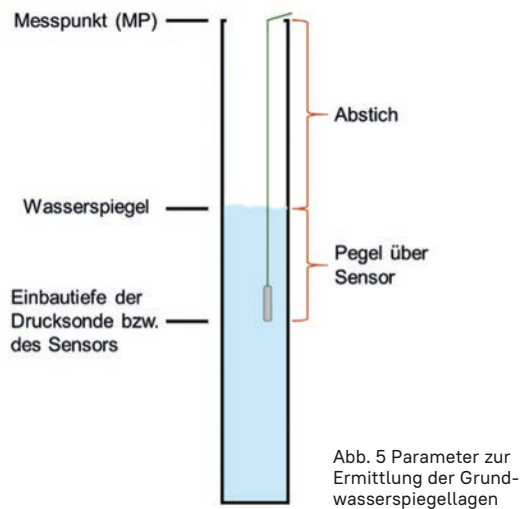 Messpunkt (MP)
Abstich
Wasserspiegel
Pegel über
Sensor
Einbautiefe der
Drucksonde bzw.
des Sensors
Abb. 5 Parameter zur
Ermittlung der Grund-
wasserspiegellagen